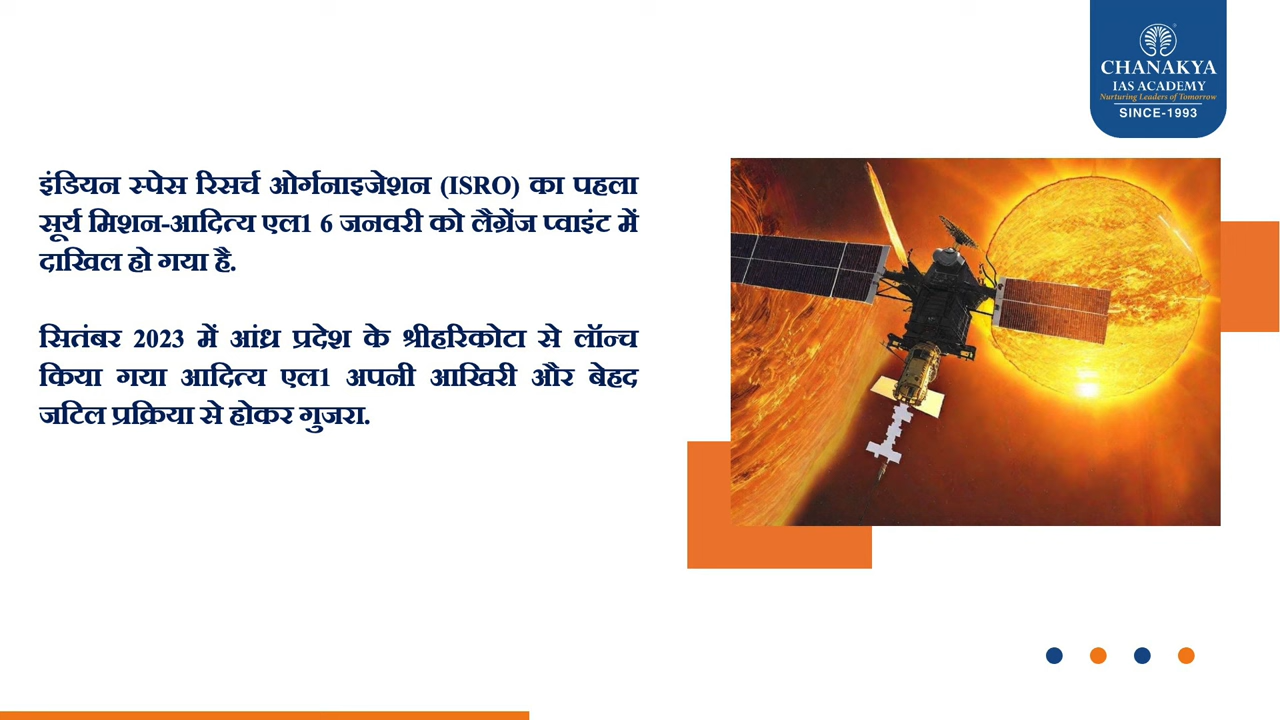 CHANAKYA
IAS ACADEMY
Nurturing Leaders of Tomorrow
SINCE-1993
इंडियन स्पेस रिसर्च ओर्गनाइजेशन (ISRO) का पहला
सूर्य मिशन-आदित्य एल1 6 जनवरी को लैग्रेंज प्वाइंट में
दाखिल हो गया है.
सितंबर 2023 में आंध्र प्रदेश के श्रीहरिकोटा से लॉन्च
किया गया आदित्य एल1 अपनी आखिरी और बेहद
जटिल प्रक्रिया से होकर गुजरा.